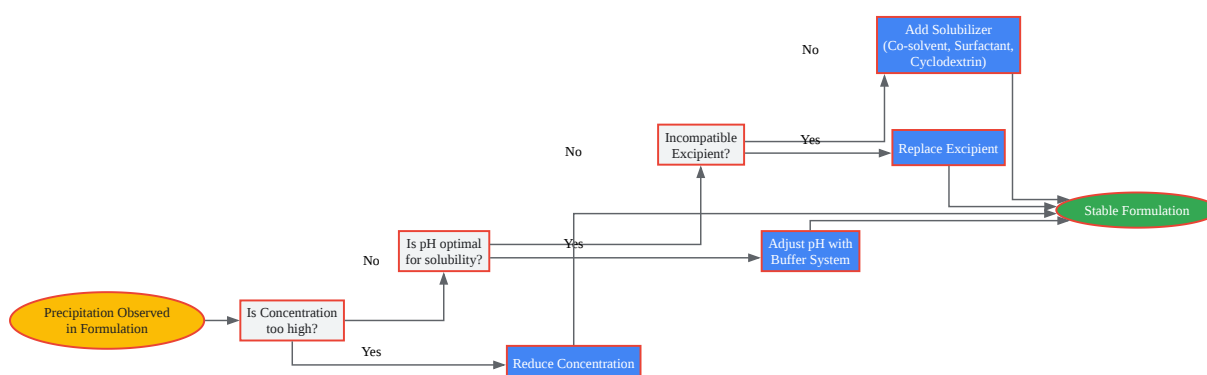 Precipitation Observed
in Formulation
Is Concentration
too high?
No
Yes
Reduce Concentration
Is pH optimal
for solubility?
No
Yes
Adjust pH with
Buffer System
Incompatible
Excipient?
No
Yes
Replace Excipient
Add Solubilizer
(Co-solvent, Surfactant,
Cyclodextrin)
Stable Formulation